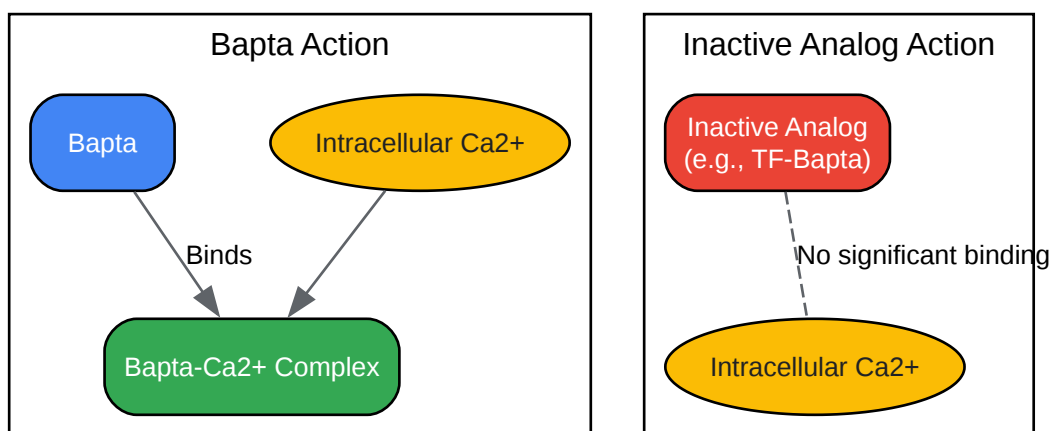 Bapta Action
Bapta
Intracellular Ca2+
Binds
Bapta-Ca2+ Complex
Inactive Analog Action
Inactive Analog
(e.g., TF-Bapta)
No significant binding
Intracellular Ca2+